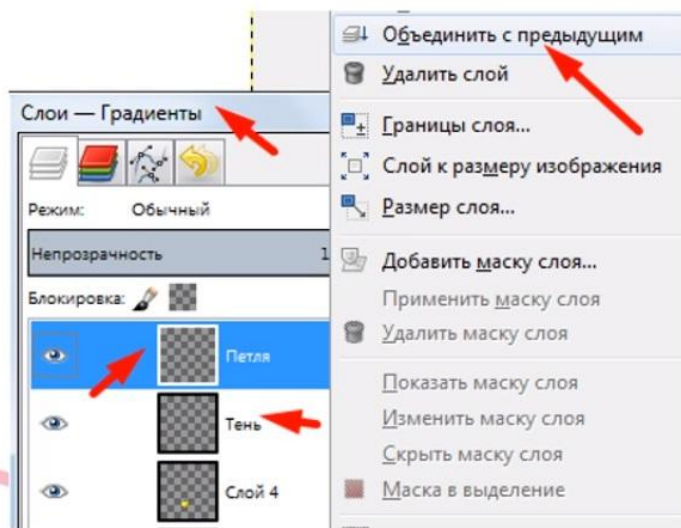 Слои — Градиенты
Режим: Обычный
Непрозрачность 1
Блокировка:
Петля
Тень
Слой 4
Объединить с предыдущим
Удалить слой
Границы слоя...
Слой к размеру изображения
Размер слоя...
Добавить маску слоя...
Применить маску слоя
Удалить маску слоя
Показать маску слоя
Изменить маску слоя
Скрыть маску слоя
Маска в выделение